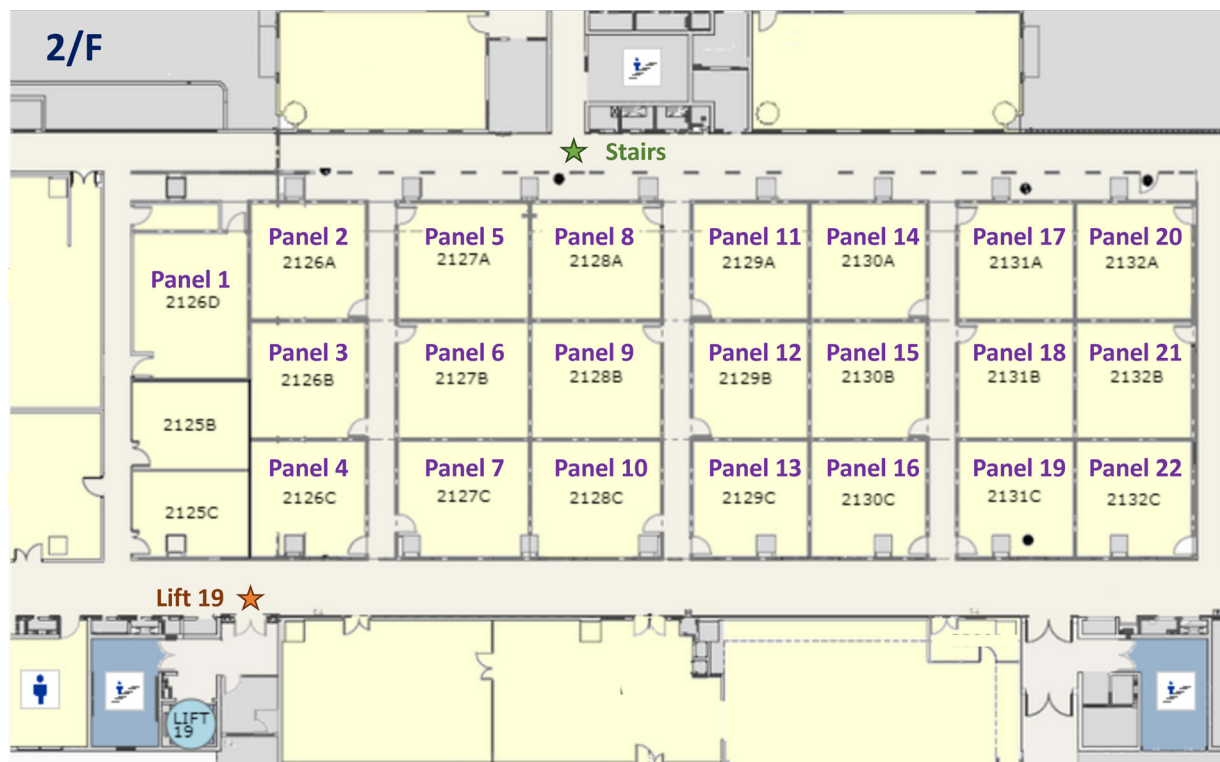 2/F
Stairs
Panel 2
2126A
Panel 5
2127A
Panel 8
2128A
Panel 11
2129A
Panel 14
2130A
Panel 17
2131A
Panel 20
2132A
Panel 1
2126D
Panel 3
2126B
Panel 6
2127B
Panel 9
2128B
Panel 12
2129B
Panel 15
2130B
Panel 18
2131B
Panel 21
2132B
2125B
Panel 4
2126C
Panel 7
2127C
Panel 10
2128C
Panel 13
2129C
Panel 16
2130C
Panel 19
2131C
Panel 22
2132C
2125C
Lift 19
LIFT
19